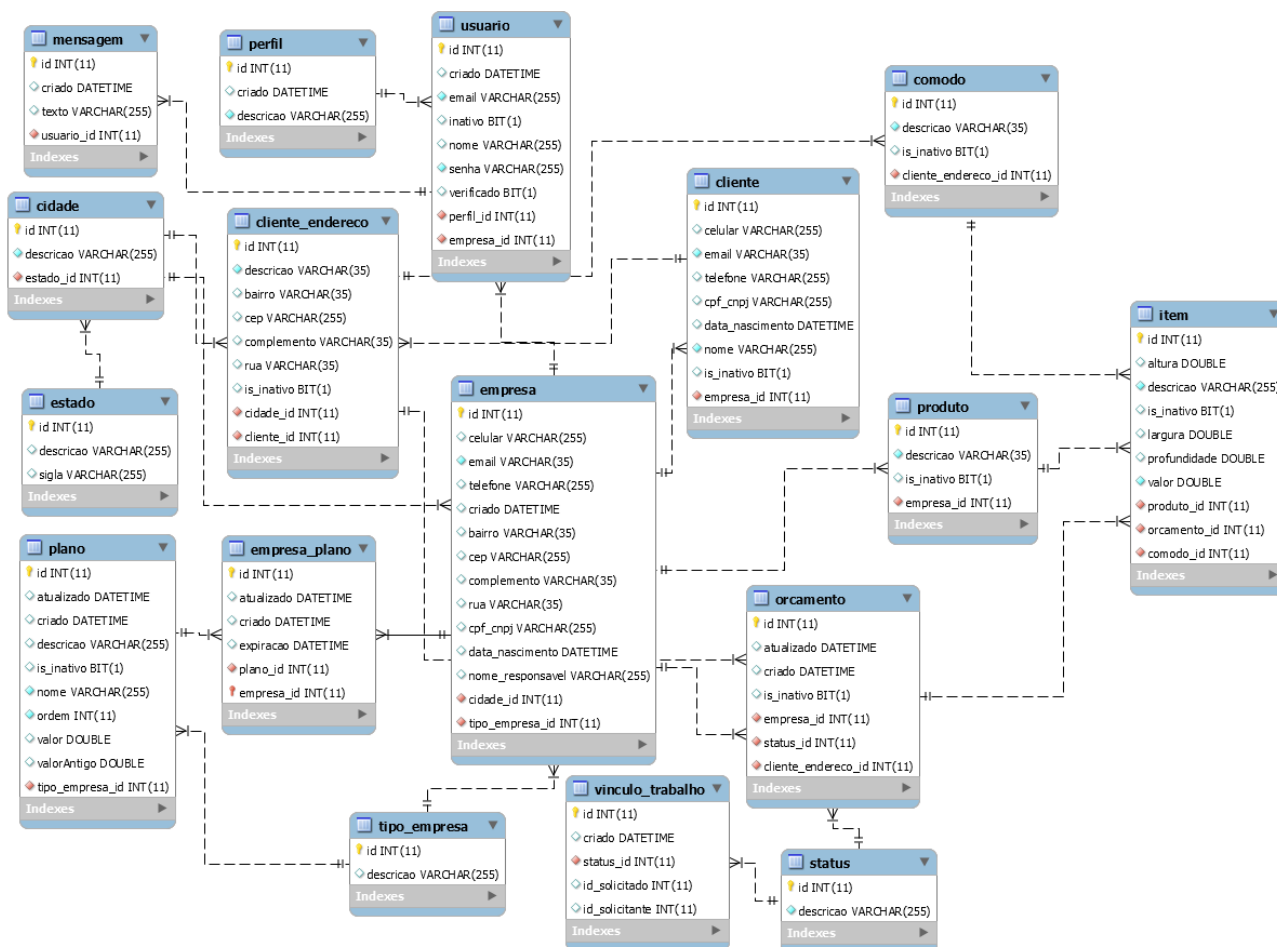 mensagem
id INT(11)
criado DATETIME
texto VARCHAR(255)
usuario_id INT(11)
Indexes
perfil
id INT(11)
criado DATETIME
descricao VARCHAR(255)
Indexes
usuario
id INT(11)
criado DATETIME
email VARCHAR(255)
inativo BIT(1)
nome VARCHAR(255)
senha VARCHAR(255)
verificado BIT(1)
perfil_id INT(11)
empresa_id INT(11)
Indexes
comodo
id INT(11)
descricao VARCHAR(35)
is_inativo BIT(1)
cliente_endereco_id INT(11)
Indexes
cidade
id INT(11)
descricao VARCHAR(255)
estado_id INT(11)
Indexes
cliente_endereco
id INT(11)
descricao VARCHAR(35)
bairro VARCHAR(35)
cep VARCHAR(255)
complemento VARCHAR(35)
rua VARCHAR(35)
is_inativo BIT(1)
cidade_id INT(11)
cliente_id INT(11)
Indexes
cliente
id INT(11)
celular VARCHAR(255)
email VARCHAR(35)
telefone VARCHAR(255)
cpf_cnpj VARCHAR(255)
data_nascimento DATETIME
nome VARCHAR(255)
is_inativo BIT(1)
empresa_id INT(11)
Indexes
item
id INT(11)
altura DOUBLE
descricao VARCHAR(255)
is_inativo BIT(1)
largura DOUBLE
profundidade DOUBLE
valor DOUBLE
produto_id INT(11)
orcamento_id INT(11)
comodo_id INT(11)
Indexes
estado
id INT(11)
descricao VARCHAR(255)
sigla VARCHAR(255)
Indexes
empresa
id INT(11)
celular VARCHAR(255)
email VARCHAR(35)
telefone VARCHAR(255)
criado DATETIME
bairro VARCHAR(35)
cep VARCHAR(255)
complemento VARCHAR(35)
rua VARCHAR(35)
cpf_cnpj VARCHAR(255)
data_nascimento DATETIME
nome_responsavel VARCHAR(255)
cidade_id INT(11)
tipo_empresa_id INT(11)
Indexes
produto
id INT(11)
descricao VARCHAR(35)
is_inativo BIT(1)
empresa_id INT(11)
Indexes
plano
id INT(11)
atualizado DATETIME
criado DATETIME
descricao VARCHAR(255)
is_inativo BIT(1)
nome VARCHAR(255)
ordem INT(11)
valor DOUBLE
valorAntigo DOUBLE
tipo_empresa_id INT(11)
Indexes
empresa_plano
id INT(11)
atualizado DATETIME
criado DATETIME
expiracao DATETIME
plano_id INT(11)
empresa_id INT(11)
Indexes
orcamento
id INT(11)
atualizado DATETIME
criado DATETIME
is_inativo BIT(1)
empresa_id INT(11)
status_id INT(11)
cliente_endereco_id INT(11)
Indexes
tipo_empresa
id INT(11)
descricao VARCHAR(255)
Indexes
vinculo_trabalho
id INT(11)
criado DATETIME
status_id INT(11)
id_solicitado INT(11)
id_solicitante INT(11)
Indexes
status
id INT(11)
descricao VARCHAR(255)
Indexes